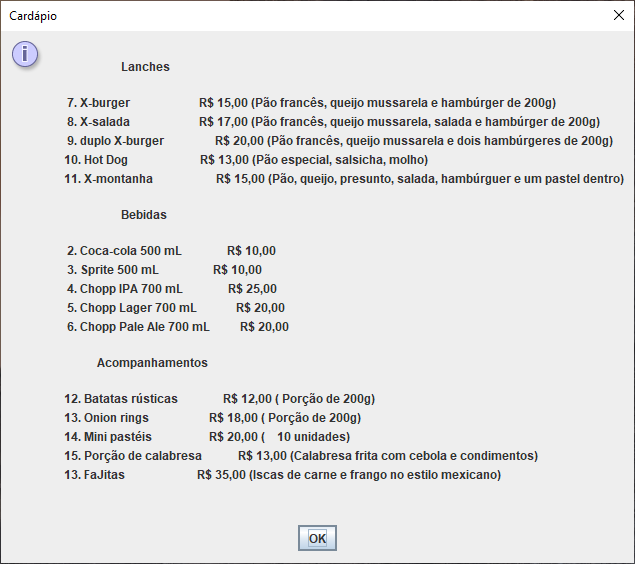 Cardápio
Lanches
7. X-burger R$ 15,00 (Pão francês, queijo mussarela e hambúrger de 200g)
8. X-salada R$ 17,00 (Pão francês, queijo mussarela, salada e hambúrger de 200g)
9. duplo X-burger R$ 20,00 (Pão francês, queijo mussarela e dois hambúrgeres de 200g)
10. Hot Dog R$ 13,00 (Pão especial, salsicha, molho)
11. X-montanha R$ 15,00 (Pão, queijo, presunto, salada, hambúrguer e um pastel dentro)
Bebidas
2. Coca-cola 500 mL R$ 10,00
3. Sprite 500 mL R$ 10,00
4. Chopp IPA 700 mL R$ 25,00
5. Chopp Lager 700 mL R$ 20,00
6. Chopp Pale Ale 700 mL R$ 20,00
Acompanhamentos
12. Batatas rústicas R$ 12,00 ( Porção de 200g)
13. Onion rings R$ 18,00 ( Porção de 200g)
14. Mini pastéis R$ 20,00 ( 10 unidades)
15. Porção de calabresa R$ 13,00 (Calabresa frita com cebola e condimentos)
13. FaJitas R$ 35,00 (Iscas de carne e frango no estilo mexicano)
OK